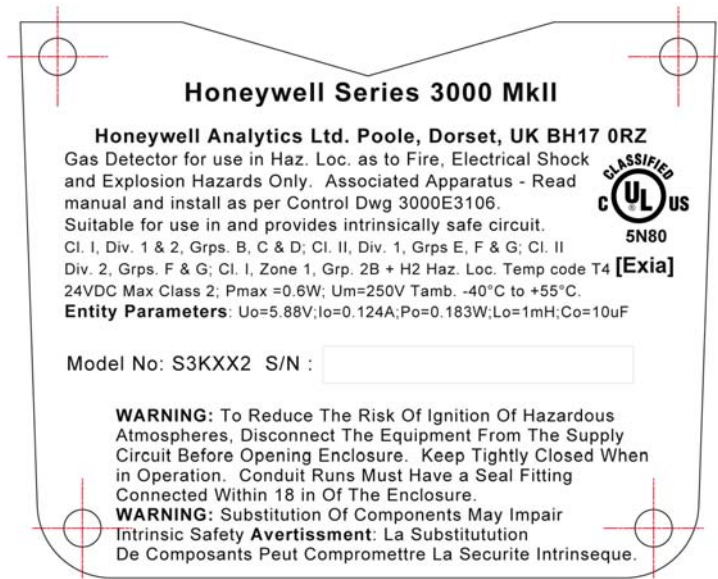 Honeywell Series 3000 MkII
Honeywell Analytics Ltd. Poole, Dorset, UK BH17 0RZ
Gas Detector for use in Haz. Loc. as to Fire, Electrical Shock
and Explosion Hazards Only.  Associated Apparatus - Read
manual and install as per Control Dwg 3000E3106.
Suitable for use in and provides intrinsically safe circuit.
CLASSIFIED
C UL ® US
5N80
Cl. I, Div. 1 & 2, Grps. B, C & D; Cl. II, Div. 1, Grps E, F & G; Cl. II
Div. 2, Grps. F & G; Cl. I, Zone 1, Grp. 2B + H2 Haz. Loc. Temp code T4 [Exia]
24VDC Max Class 2; Pmax =0.6W; Um=250V Tamb. -40°C to +55°C.
Entity Parameters: Uo=5.88V;Io=0.124A;Po=0.183W;Lo=1mH;Co=10uF
Model No: S3KXX2  S/N :
WARNING: To Reduce The Risk Of Ignition Of Hazardous
Atmospheres, Disconnect The Equipment From The Supply
Circuit Before Opening Enclosure.  Keep Tightly Closed When
in Operation.  Conduit Runs Must Have a Seal Fitting
Connected Within 18 in Of The Enclosure.
WARNING: Substitution Of Components May Impair
Intrinsic Safety Avertissment: La Substitutution
De Composants Peut Compromettre La Securite Intrinseque.